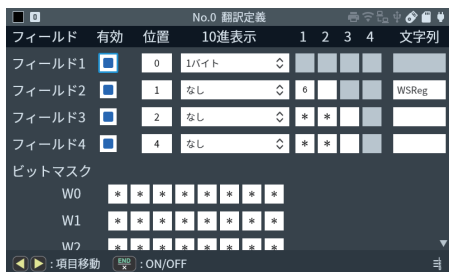 0 No.0 翻訳定義
フィールド 有効 位置 10進表示 1 2 3 4 文字列
フィールド1 0 1バイト
フィールド2 1 なし 6 WSReg
フィールド3 2 なし * *
フィールド4 4 なし * *
ビットマスク
W0 * * * * * * * *
W1 * * * * * * * *
W2 * * * * * * * *
:項目移動 END × : ON/OFF